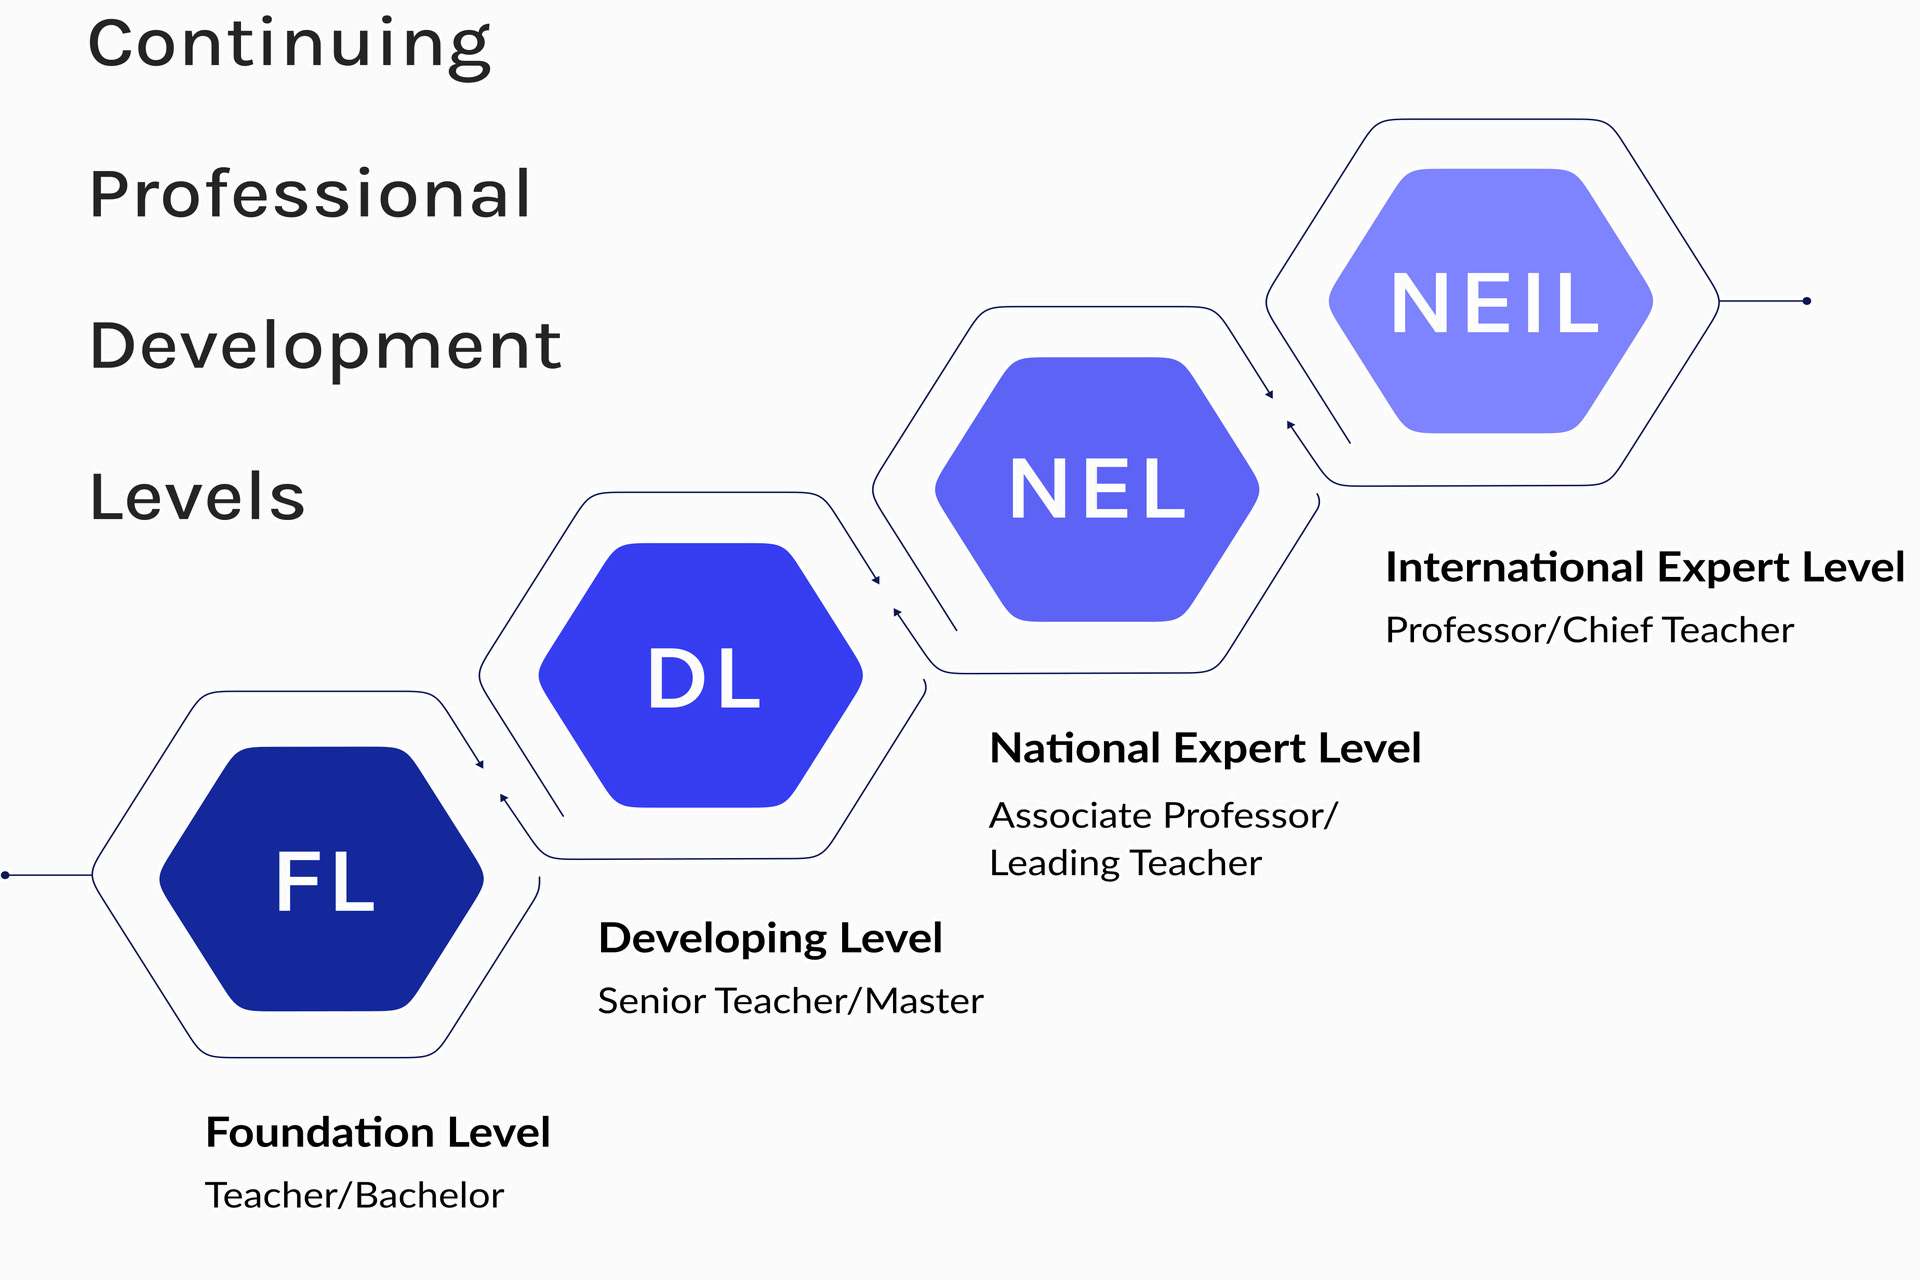 Continuing
Professional
Development
Levels
NEIL
International Expert Level
Professor/Chief Teacher
NEL
National Expert Level
Associate Professor/
Leading Teacher
DL
Developing Level
Senior Teacher/Master
FL
Foundation Level
Teacher/Bachelor